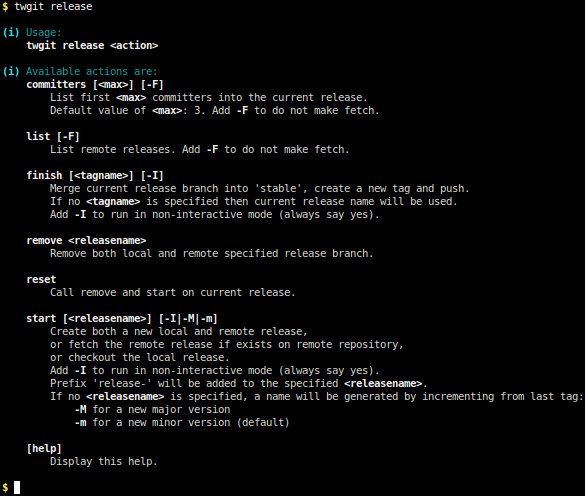 $ twgit release
(i) Usage:
twgit release <action>
(i) Available actions are:
committers [<max>] [-F]
List first <max> committers into the current release.
Default value of <max>: 3. Add -F to do not make fetch.
list [-F]
List remote releases. Add -F to do not make fetch.
finish [<tagname>] [-I]
Merge current release branch into 'stable', create a new tag and push.
If no <tagname> is specified then current release name will be used.
Add -I to run in non-interactive mode (always say yes).
remove <releasename>
Remove both local and remote specified release branch.
reset
Call remove and start on current release.
start [<releasename>] [-I|-M|-m]
Create both a new local and remote release,
or fetch the remote release if exists on remote repository,
or checkout the local release.
Add -I to run in non-interactive mode (always say yes).
Prefix 'release-' will be added to the specified <releasename>.
If no <releasename> is specified, a name will be generated by incrementing from last tag:
-M for a new major version
-m for a new minor version (default)
[help]
Display this help.
$